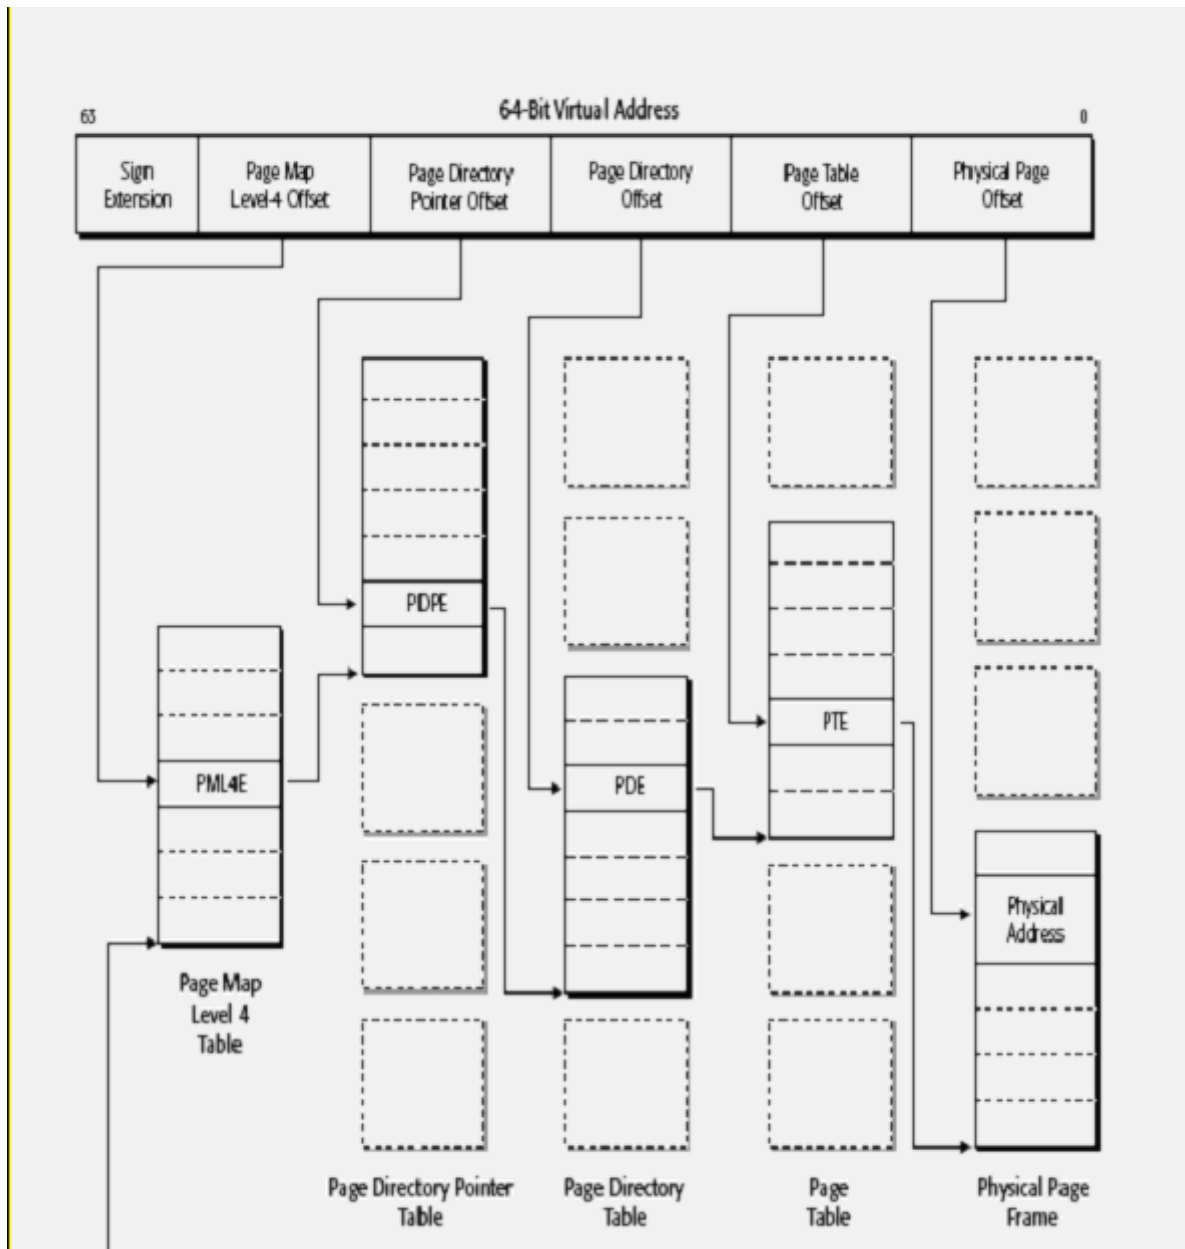 64-Bit Virtual Address
63
0
Sign
Extension
Page Map
Level-4 Offset
Page Directory
Pointer Offset
Page Directory
Offset
Page Table
Offset
Physical Page
Offset
PDPE
PTE
PML4E
PDE
Physical
Address
Page Map
Level 4
Table
Page Directory Pointer
Table
Page Directory
Table
Page
Table
Physical Page
Frame